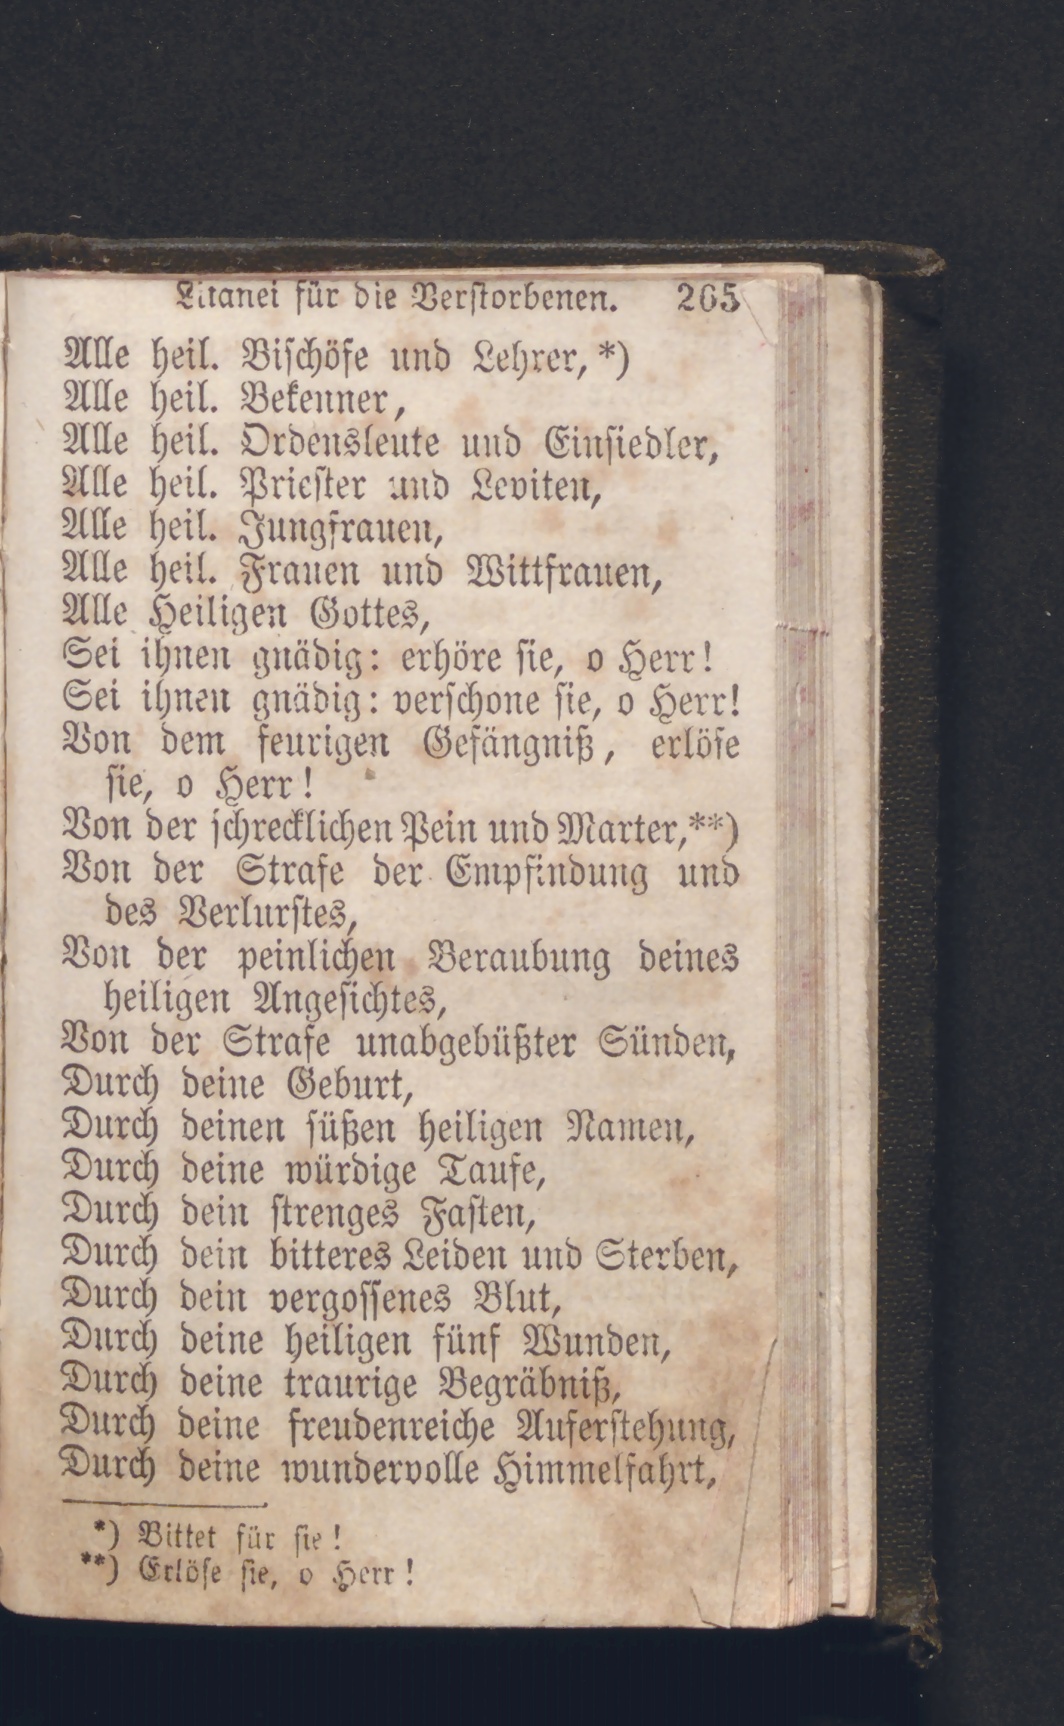 Litanei für die Verstorbenen. 265
Alle heil. Bischöfe und Lehrer, *)
Alle heil. Bekenner,
Alle heil. Ordensleute und Einsiedler,
Alle heil. Priester und Leviten,
Alle heil. Jungfrauen,
Alle heil. Frauen und Wittfrauen,
Alle Heiligen Gottes,
Sei ihnen gnädig: erhöre sie, o Herr!
Sei ihnen gnädig: verschone sie, o Herr!
Von dem feurigen Gefängniß, erlöse
sie, o Herr!
Von der schrecklichen Pein und Marter,**)
Von der Strafe der Empfindung und
des Verlurstes,
Von der peinlichen Beraubung deines
heiligen Angesichtes,
Von der Strafe unabgebüßter Sünden,
Durch deine Geburt,
Durch deinen süßen heiligen Namen,
Durch deine würdige Taufe,
Durch dein strenges Fasten,
Durch dein bitteres Leiden und Sterben,
Durch dein vergossenes Blut,
Durch deine heiligen fünf Wunden,
Durch deine traurige Begräbniß,
Durch deine freudenreiche Auferstehung,
Durch deine wundervolle Himmelfahrt,
*) Bittet für sie!
**) Erlöse sie, o Herr!